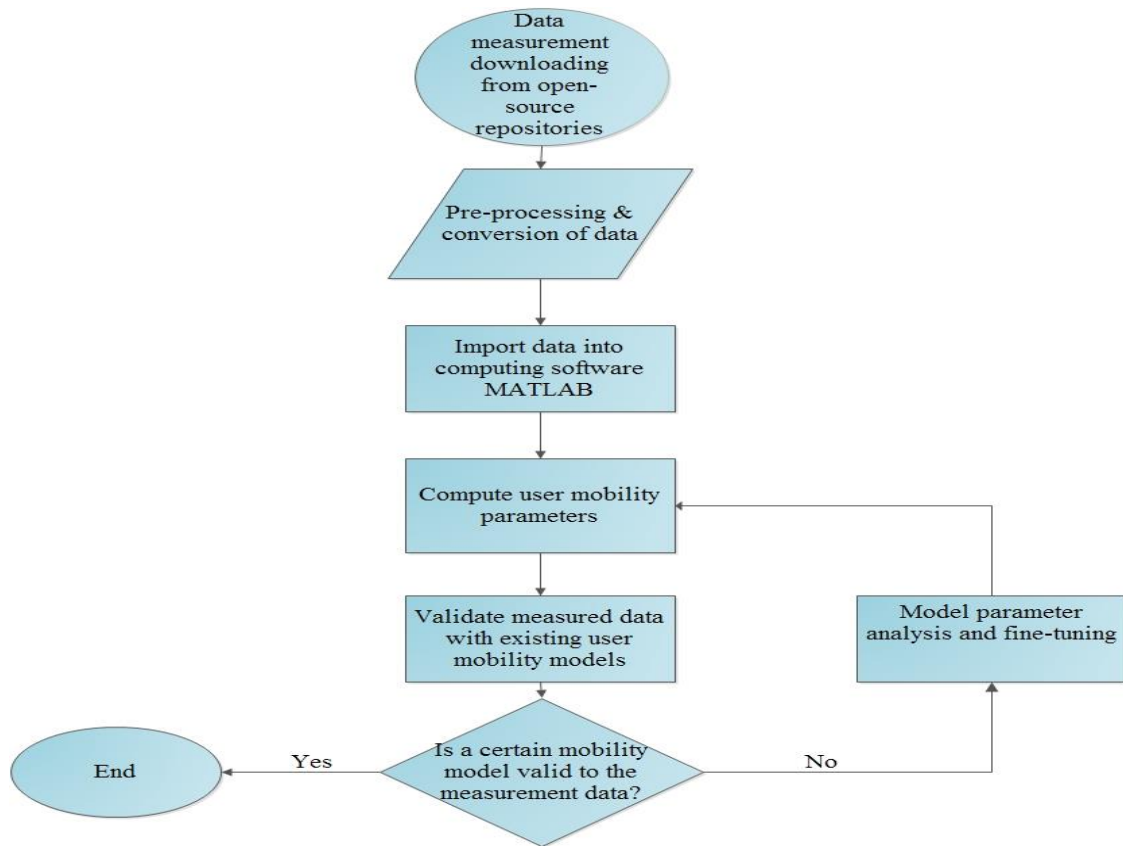 Data
measurement
downloading
from open-
source
repositories
Pre-processing &
conversion of data
Import data into
computing software
MATLAB
Compute user mobility
parameters
Validate measured data
with existing user
mobility models
Model parameter
analysis and fine-tuning
Is a certain mobility
model valid to the
measurement data?
Yes
No
End